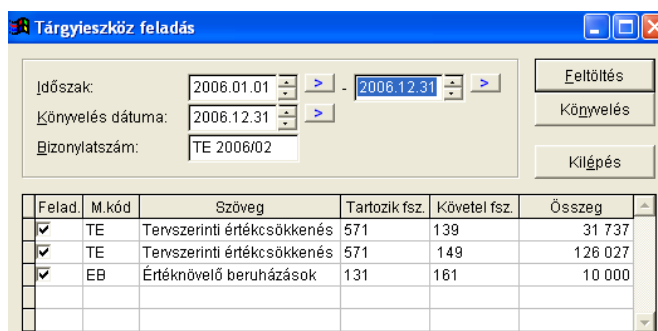 Tárgyieszköz feladás
Időszak: 2006.01.01 > - 2006.12.31 > Feltöltés
Könyvelés dátuma: 2006.12.31 > Könyvelés
Bizonylatszám: TE 2006/02 Kilépés
Felad. M.kód Szöveg Tartozik fsz. Követel fsz. Összeg
TE Tervszerinti értékcsökkenés 571 139 31 737
TE Tervszerinti értékcsökkenés 571 149 126 027
EB Értéknövelő beruházások 131 161 10 000